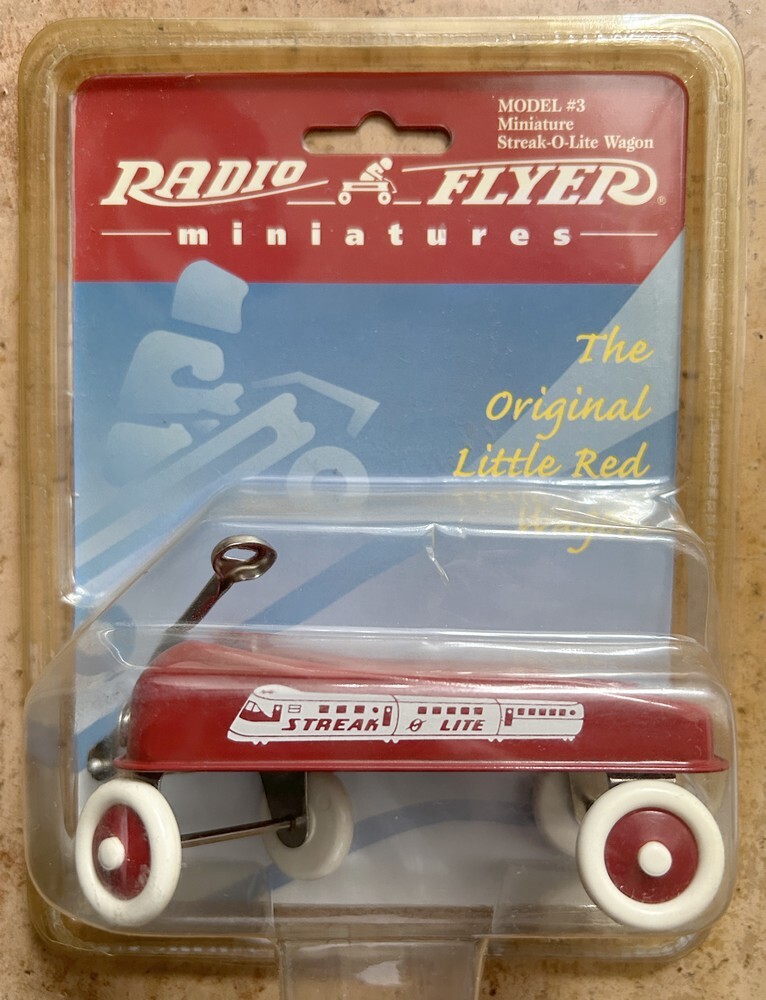 MODEL #3
Miniature
Streak-O-Lite Wagon
RADIO FLYER®
miniatures
The
Original
Little Red
STREAK O LITE